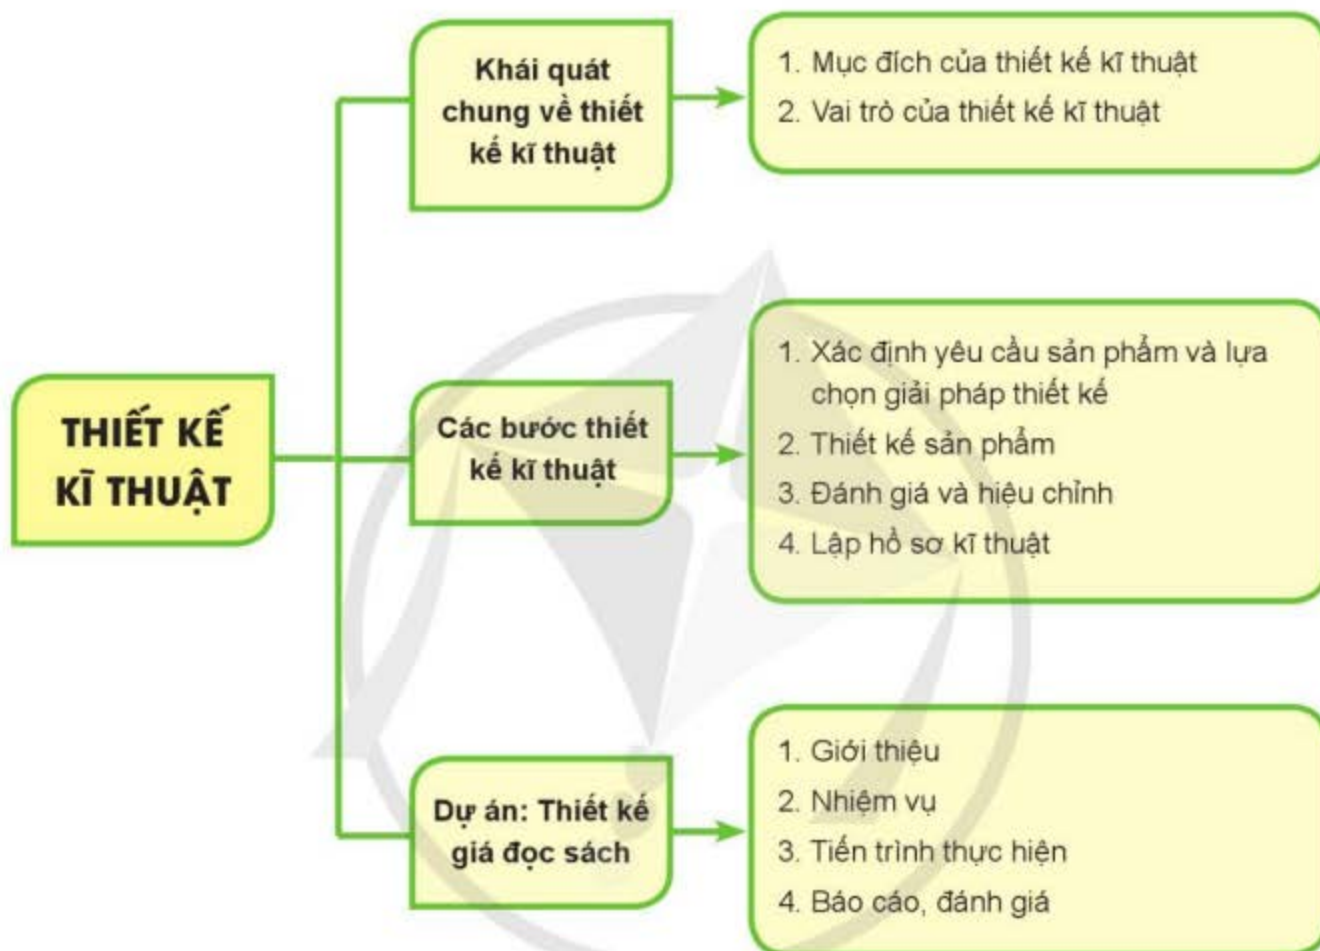 THIẾT KẾ
KĨ THUẬT
Khái quát
chung về thiết
kế kĩ thuật
1. Mục đích của thiết kế kĩ thuật
2. Vai trò của thiết kế kĩ thuật
Các bước thiết
kế kĩ thuật
1. Xác định yêu cầu sản phẩm và lựa
chọn giải pháp thiết kế
2. Thiết kế sản phẩm
3. Đánh giá và hiệu chỉnh
4. Lập hồ sơ kĩ thuật
Dự án: Thiết kế
giá đọc sách
1. Giới thiệu
2. Nhiệm vụ
3. Tiến trình thực hiện
4. Báo cáo, đánh giá